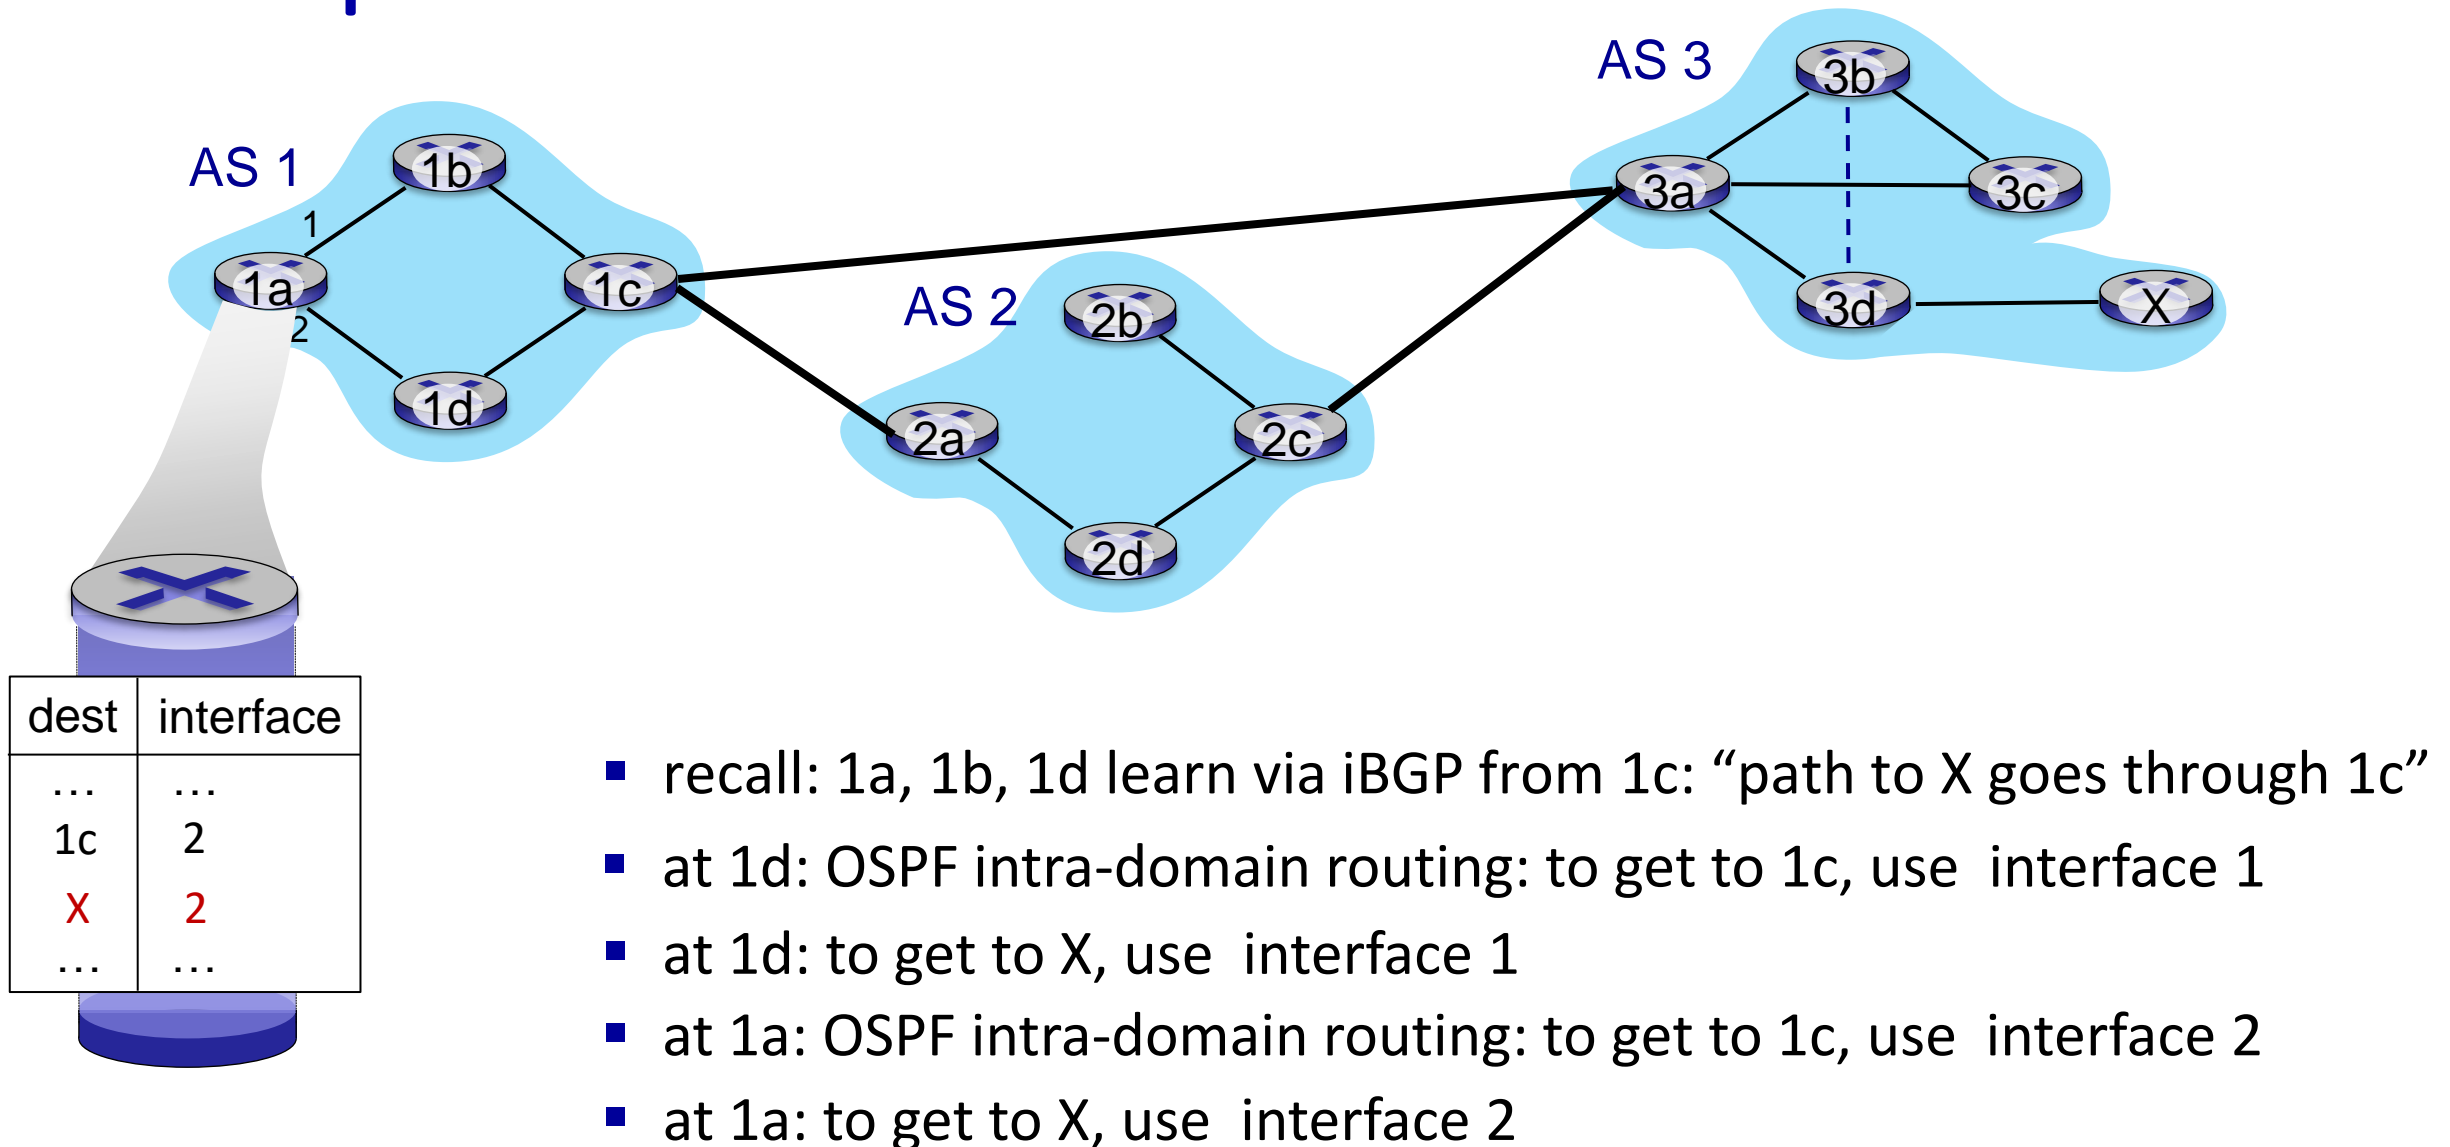 AS 3
3b
AS 1
1b
3a
3c
1
1a
1c
AS 2
2b
3d
X
2
1d
2a
2c
2d
dest interface
... ...
1c 2
X 2
... ...
▪ recall: 1a, 1b, 1d learn via iBGP from 1c: “path to X goes through 1c”
▪ at 1d: OSPF intra-domain routing: to get to 1c, use interface 1
▪ at 1d: to get to X, use interface 1
▪ at 1a: OSPF intra-domain routing: to get to 1c, use interface 2
▪ at 1a: to get to X, use interface 2